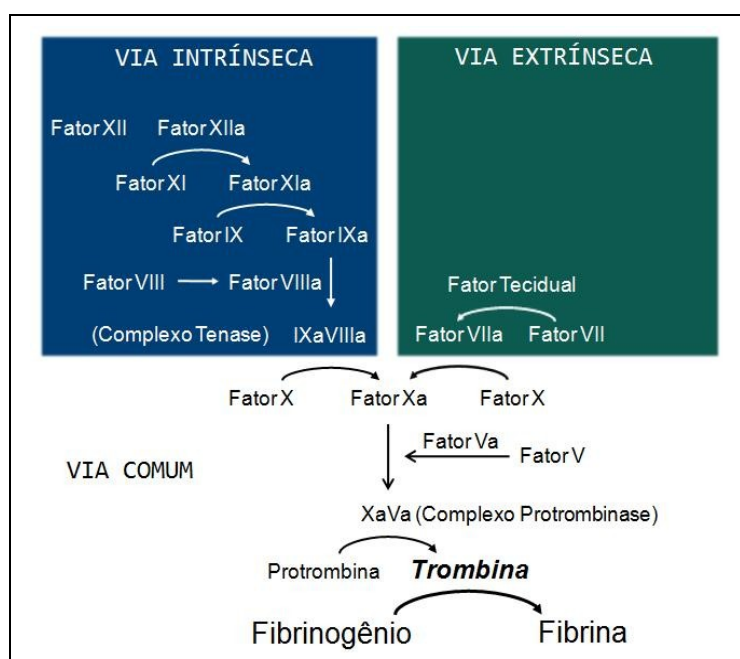 VIA INTRÍNSECA
Fator XII Fator XIIa
Fator XI Fator XIa
Fator IX Fator IXa
Fator VIII Fator VIIIa
(Complexo Tenase) IXaVIIIa
VIA EXTRÍNSECA
Fator Tecidual
Fator VIIa Fator VII
Fator X Fator Xa Fator X
Fator Va
Fator V
VIA COMUM
XaVa (Complexo Protrombinase)
Protrombina Trombina
Fibrinogênio Fibrina